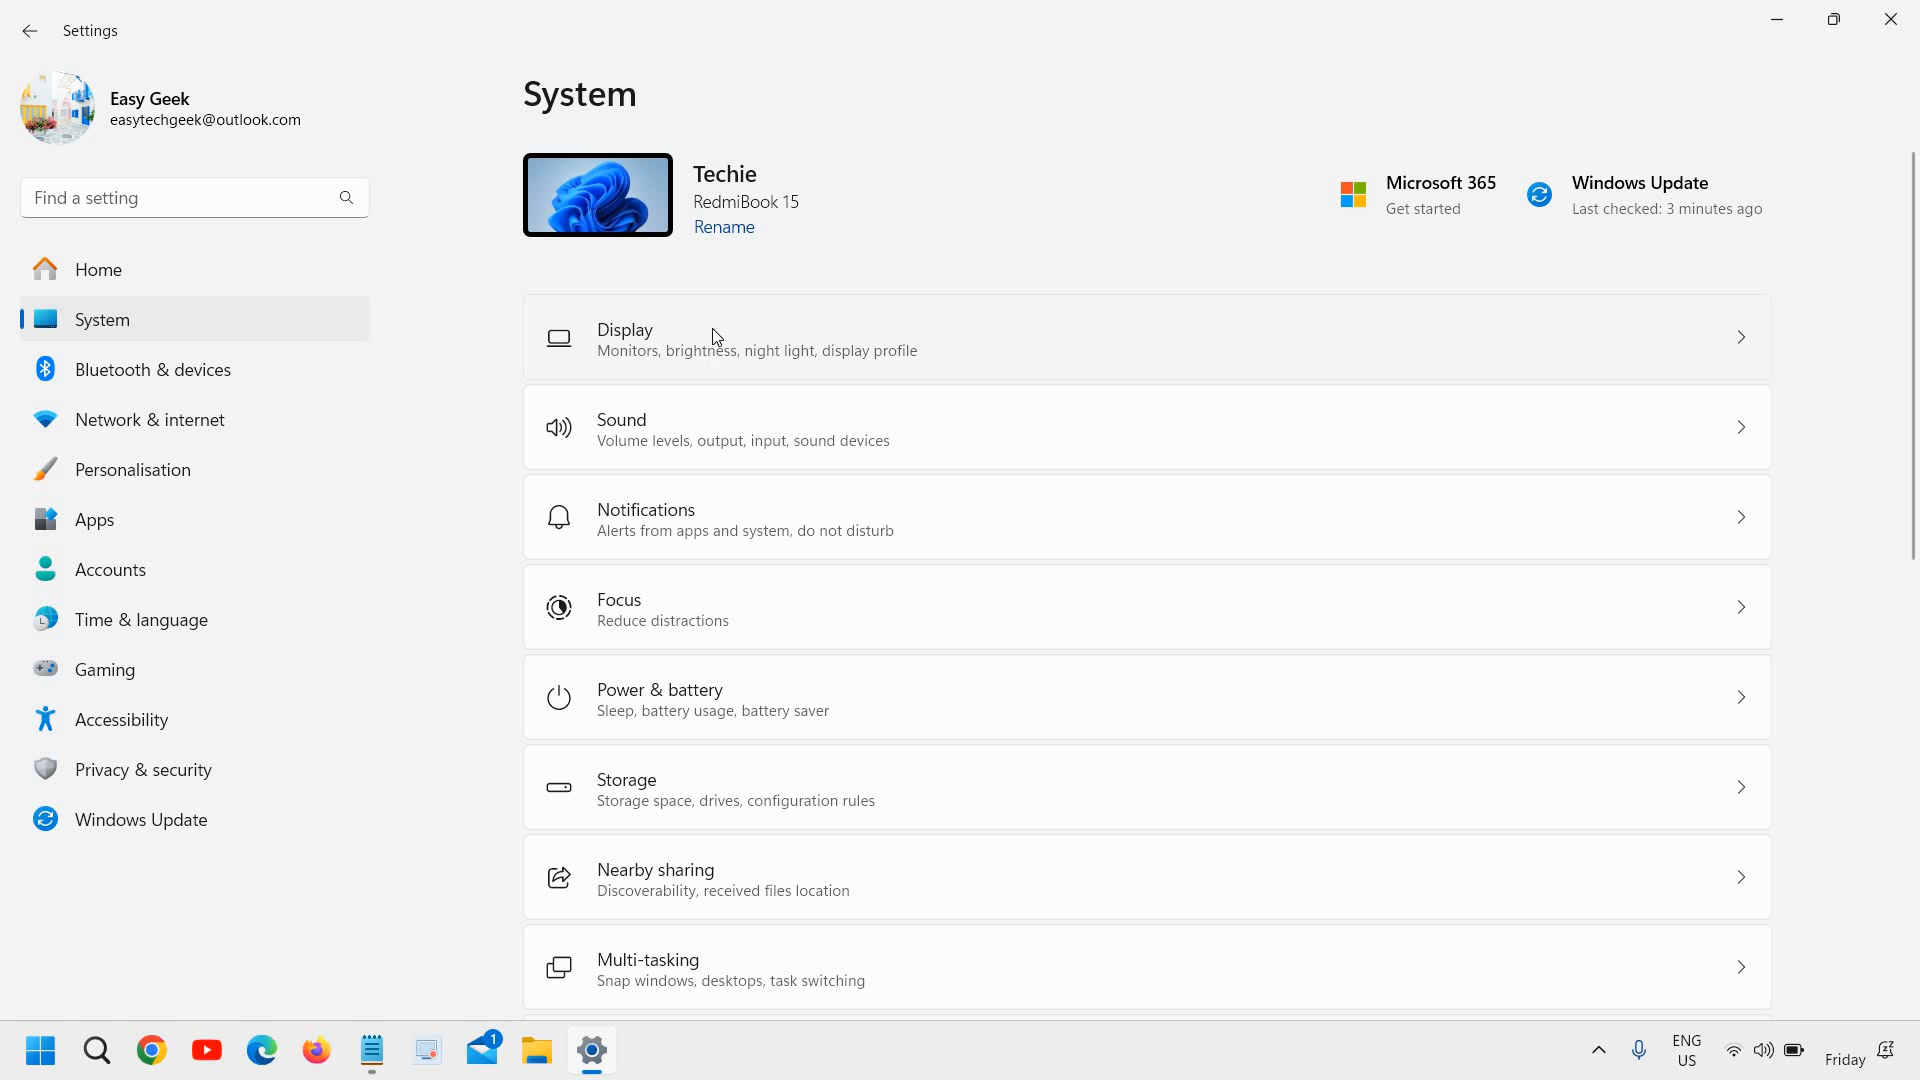 Settings
Easy Geek
easytechgeek@outlook.com
Find a setting
Home
System
Bluetooth & devices
Network & internet
Personalisation
Apps
Accounts
Time & language
Gaming
Accessibility
Privacy & security
Windows Update
System
Techie
RedmiBook 15
Rename
Microsoft 365
Get started
Windows Update
Last checked: 3 minutes ago
Display
Monitors, brightness, night light, display profile
Sound
Volume levels, output, input, sound devices
Notifications
Alerts from apps and system, do not disturb
Focus
Reduce distractions
Power & battery
Sleep, battery usage, battery saver
Storage
Storage space, drives, configuration rules
Nearby sharing
Discoverability, received files location
Multi-tasking
Snap windows, desktops, task switching
1
ENG
US
Friday